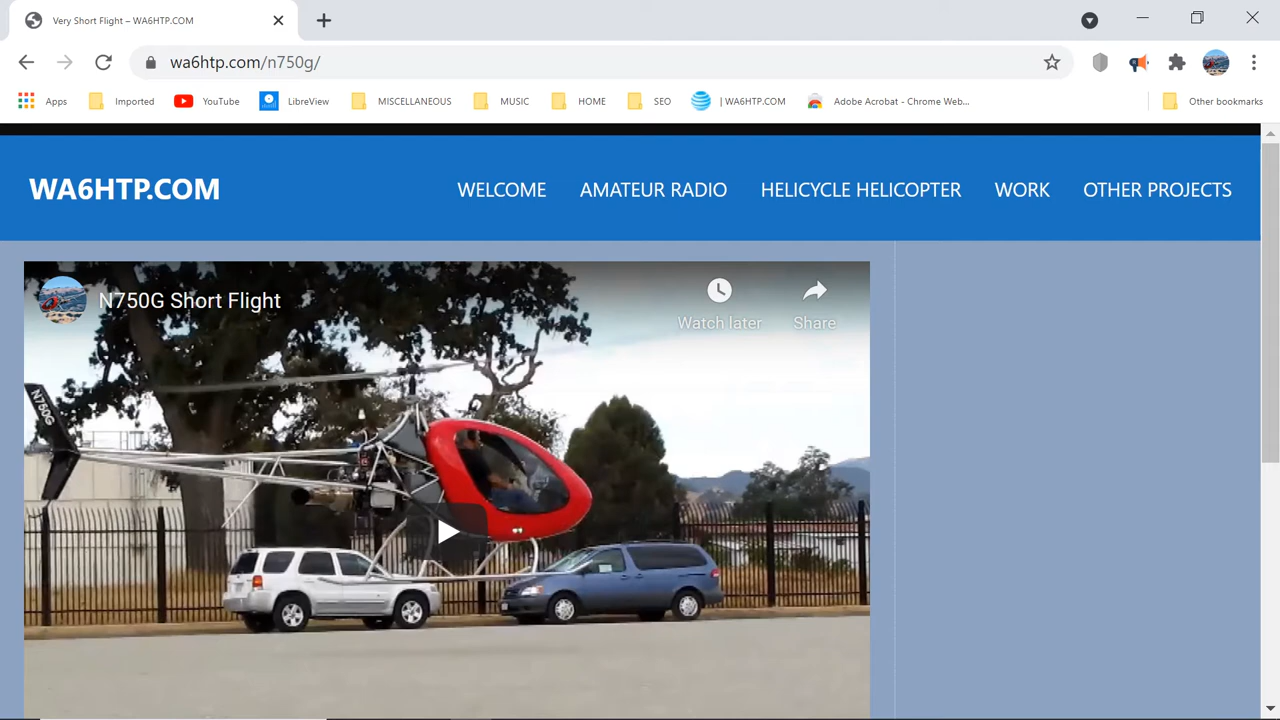 Very Short Flight – WA6HTP.COM
wa6htp.com/n750g/
Apps Imported YouTube LibreView MISCELLANEOUS MUSIC HOME SEO | WA6HTP.COM Adobe Acrobat - Chrome Web... Other bookmarks
WA6HTP.COM WELCOME AMATEUR RADIO HELICYCLE HELICOPTER WORK OTHER PROJECTS
N750G Short Flight
Watch later Share
N750G